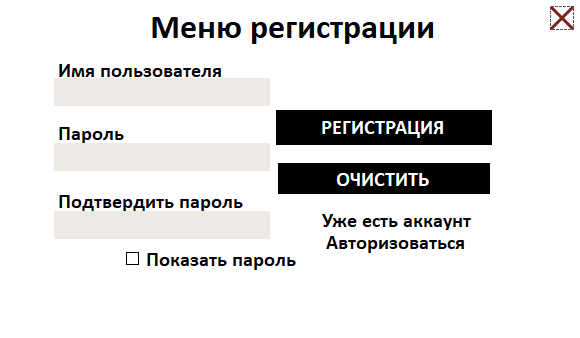 Меню регистрации
Имя пользователя
РЕГИСТРАЦИЯ
Пароль
ОЧИСТИТЬ
Подтвердить пароль
Уже есть аккаунт
Авторизоваться
Показать пароль